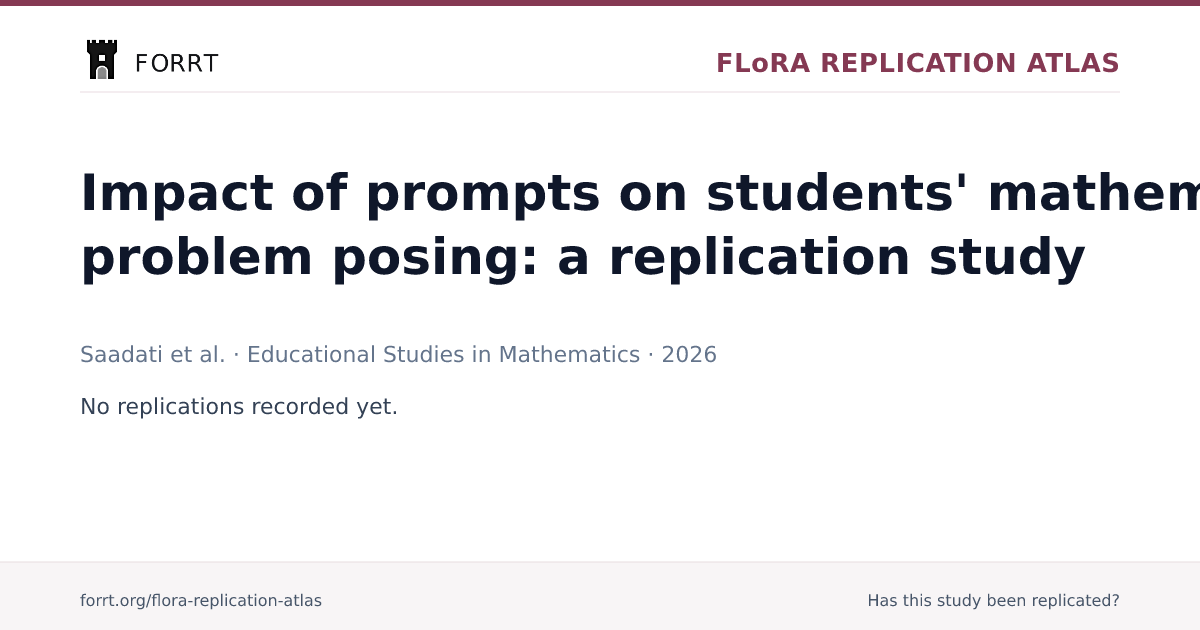 FORRT
FLoRA REPLICATION ATLAS
Impact of prompts on students' mathem
problem posing: a replication study
Saadati et al. · Educational Studies in Mathematics · 2026
No replications recorded yet.
forrt.org/flora-replication-atlas
Has this study been replicated?